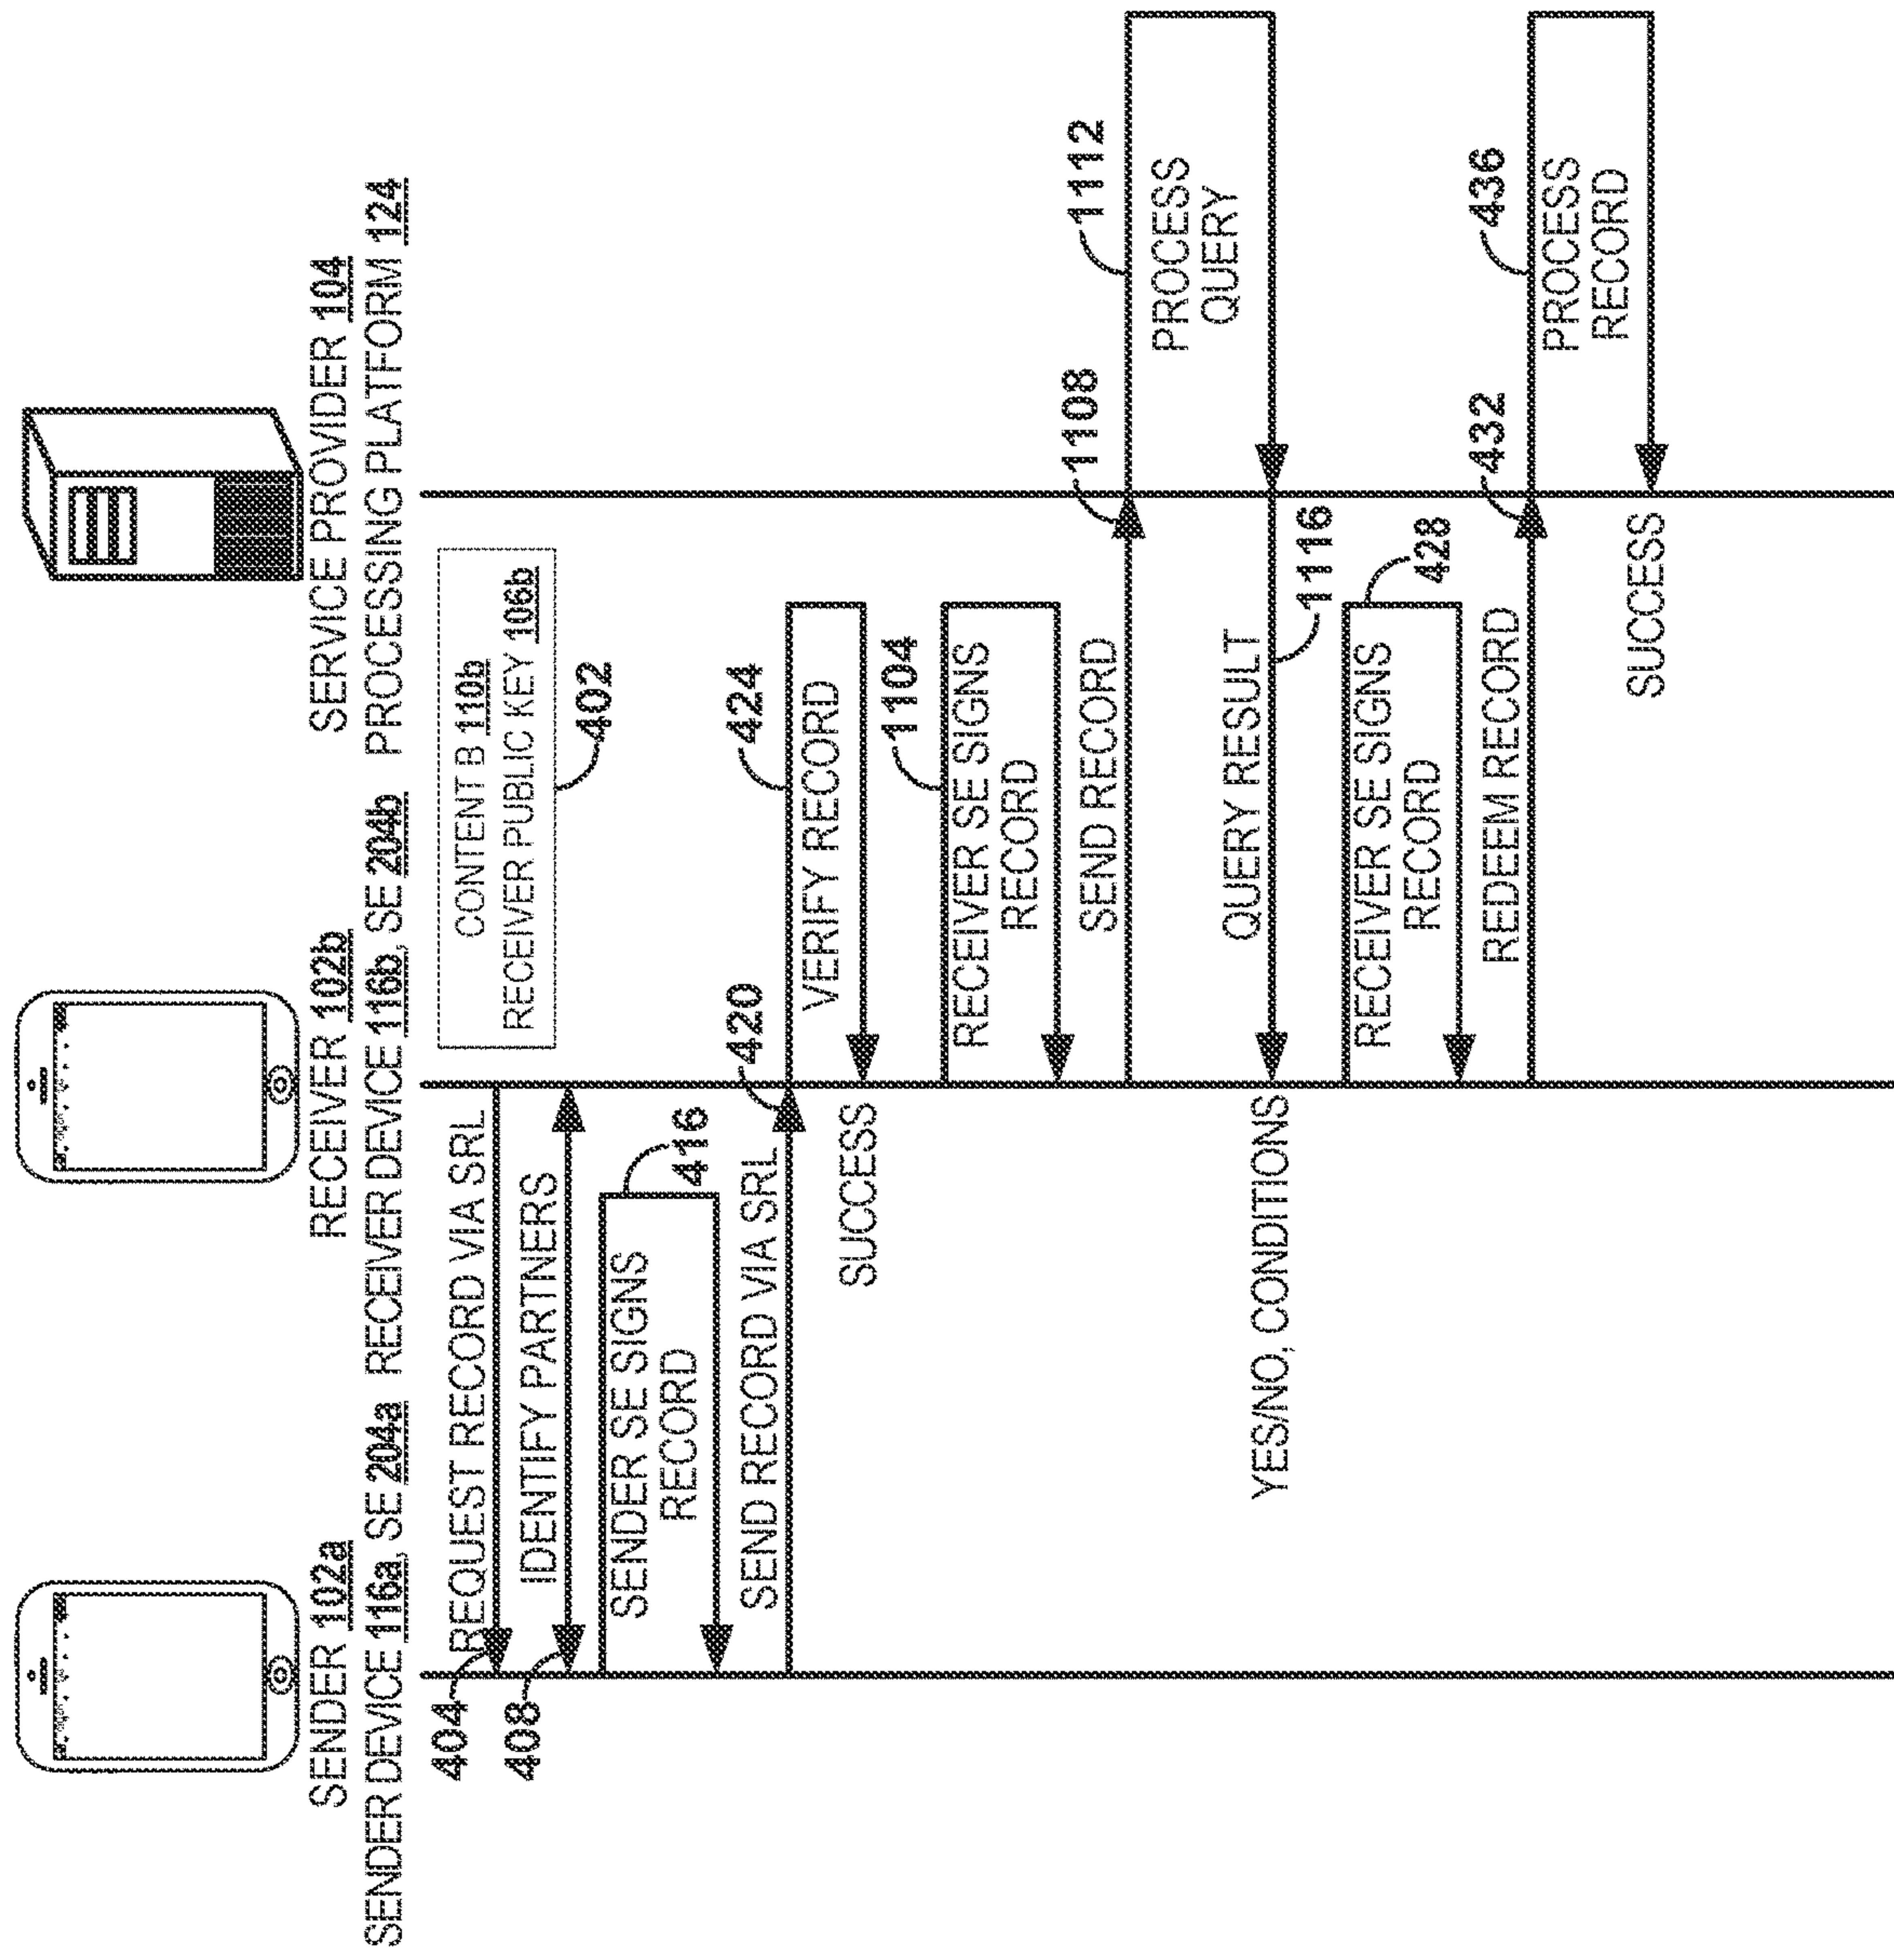 SENDER 102a
SENDER DEVICE 116a, SE 204a
RECEIVER 102b
RECEIVER DEVICE 116b, SE 204b
SERVICE PROVIDER 104
PROCESSING PLATFORM 124
CONTENT B 110b
RECEIVER PUBLIC KEY 106b
402
404
REQUEST RECORD VIA SRL
408
IDENTIFY PARTNERS
SENDER SE SIGNS
RECORD
416
SEND RECORD VIA SRL
420
424
VERIFY RECORD
SUCCESS
1104
RECEIVER SE SIGNS
RECORD
SEND RECORD
1108
1112
PROCESS
QUERY
QUERY RESULT
1116
YES/NO, CONDITIONS
RECEIVER SE SIGNS
RECORD
428
REDEEM RECORD
432
436
PROCESS
RECORD
SUCCESS